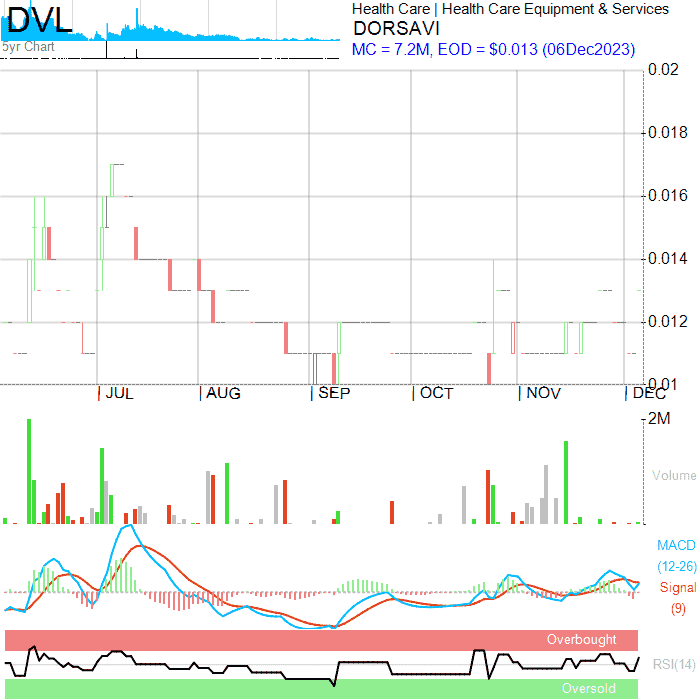 DVL
5yr Chart
Health Care | Health Care Equipment & Services
DORSAVI
MC = 7.2M, EOD = $0.013 (06Dec2023)
0.02
0.018
0.016
0.014
0.012
0.01
| JUL | AUG | SEP | OCT | NOV | DEC
2M
Volume
MACD
(12-26)
Signal
(9)
Overbought
RSI(14)
Oversold